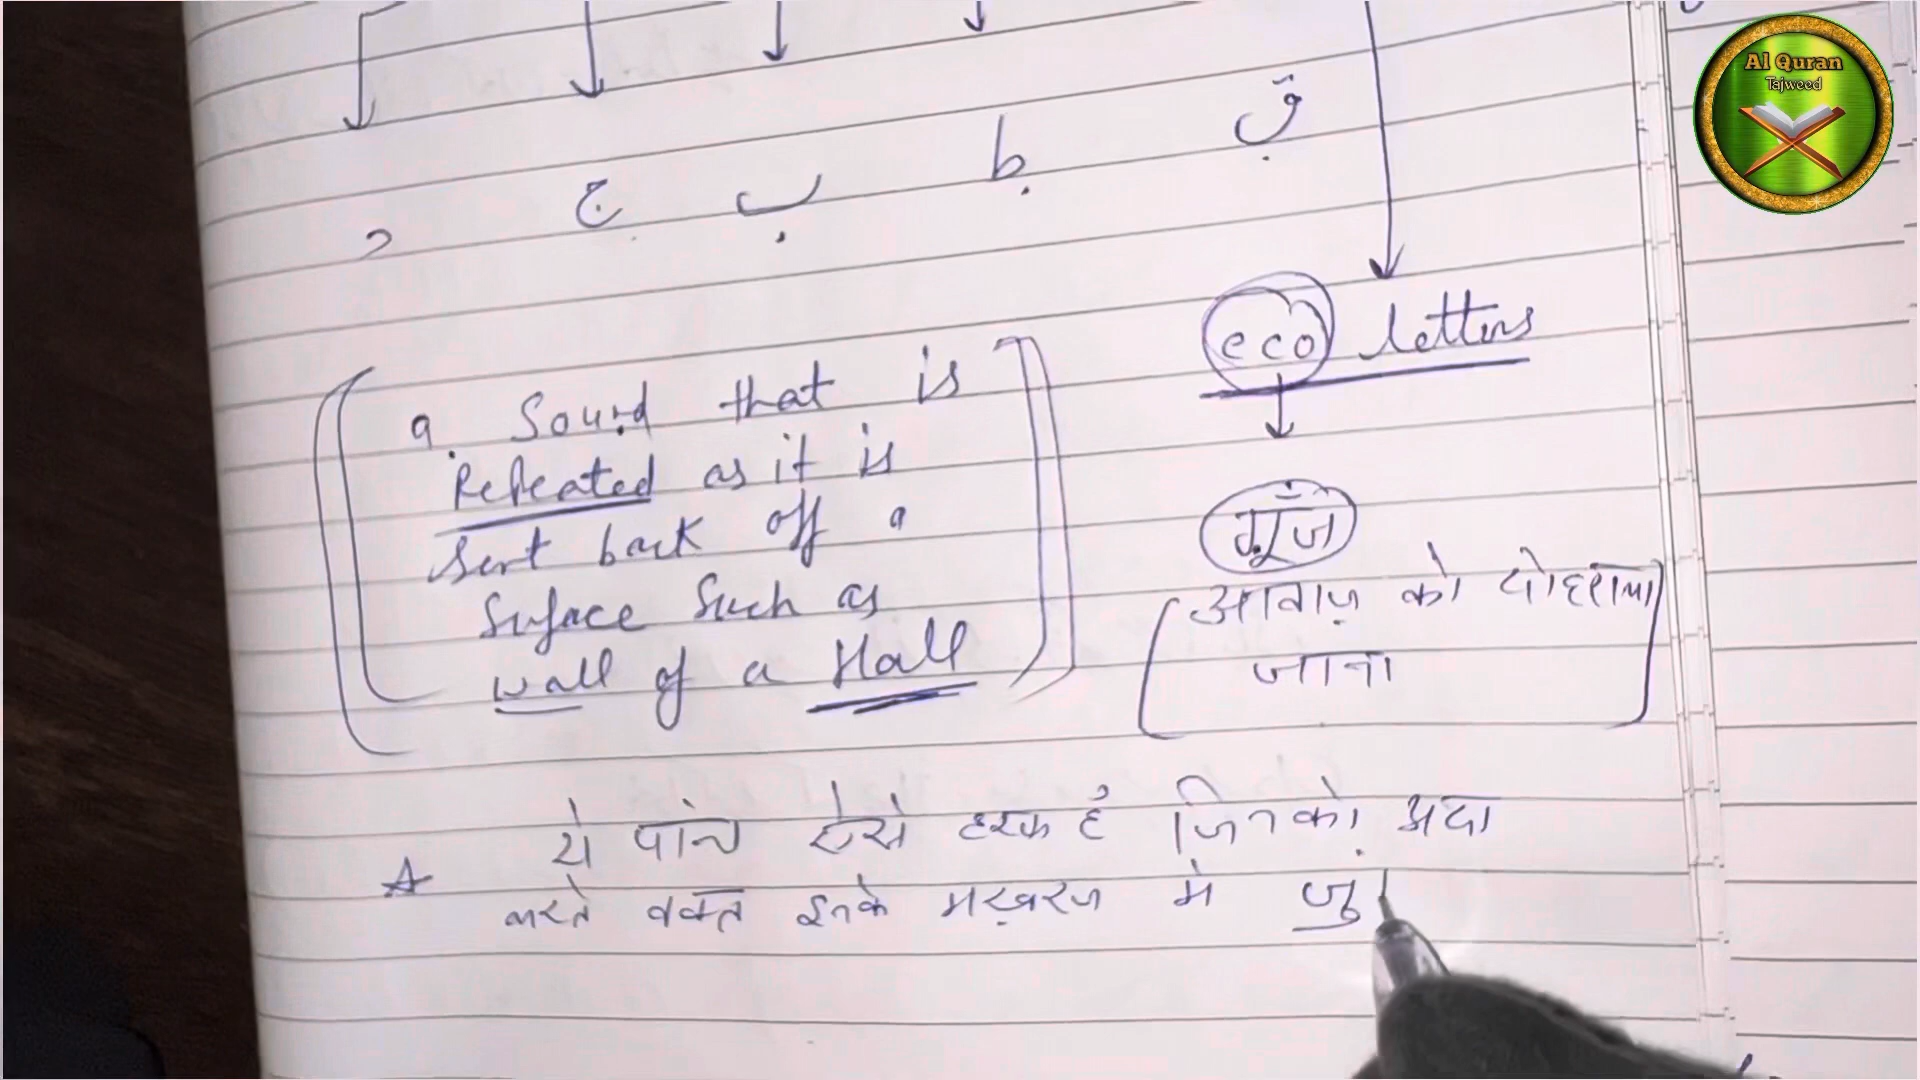 Al Quran
Tajweed
د ج ب ط ق
eco letters
a sound that is
Repeated as it is
sent back off a
surface such as
wall of a Hall
गूँज
आवाज़ को दोहराया
जाना
ये पांच ऐसे हरफ हैं जिनको अदा
करते वक्त इनके मख़रज मे जु